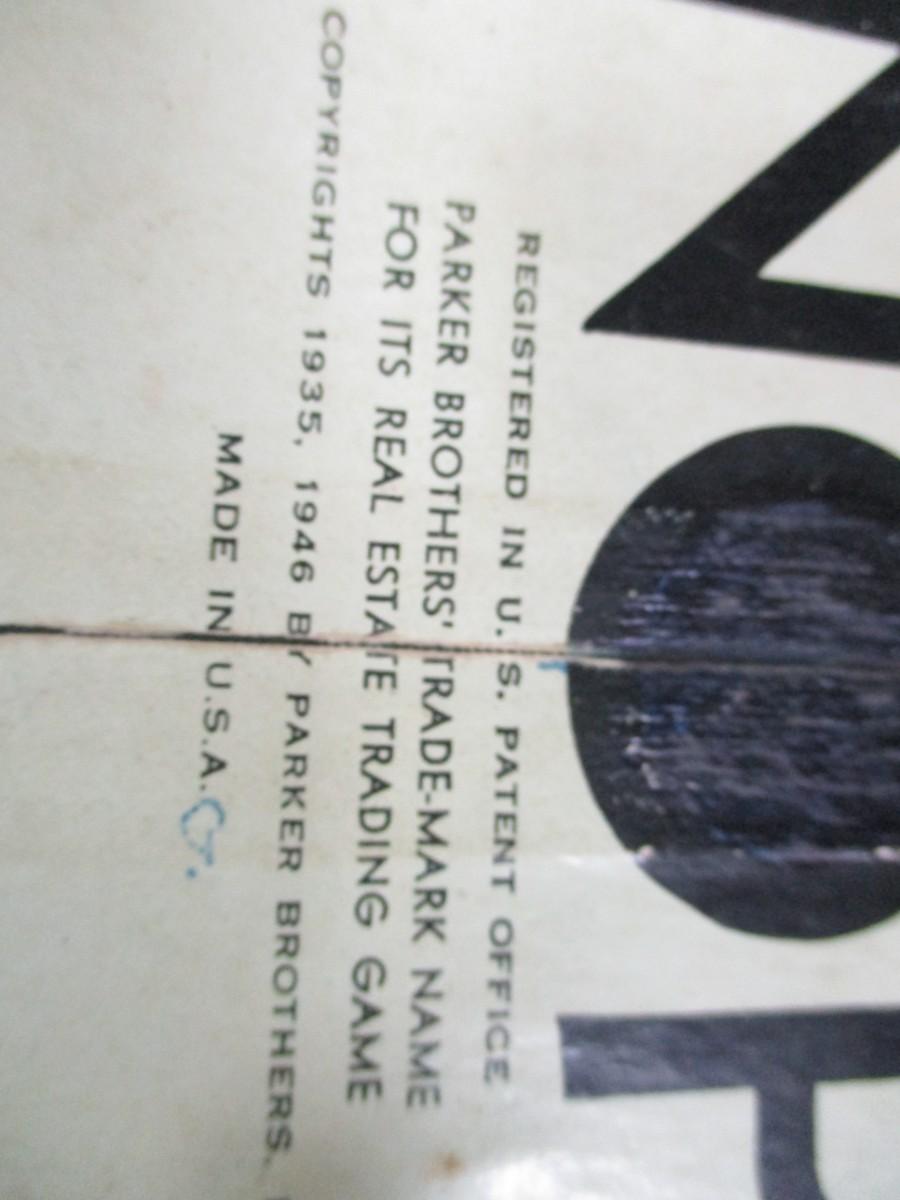 NOP
REGISTERED IN U. S. PATENT OFFICE
PARKER BROTHERS' TRADE-MARK NAME
FOR ITS REAL ESTATE TRADING GAME
COPYRIGHTS 1935, 1946 BY PARKER BROTHERS,
MADE IN U.S.A.